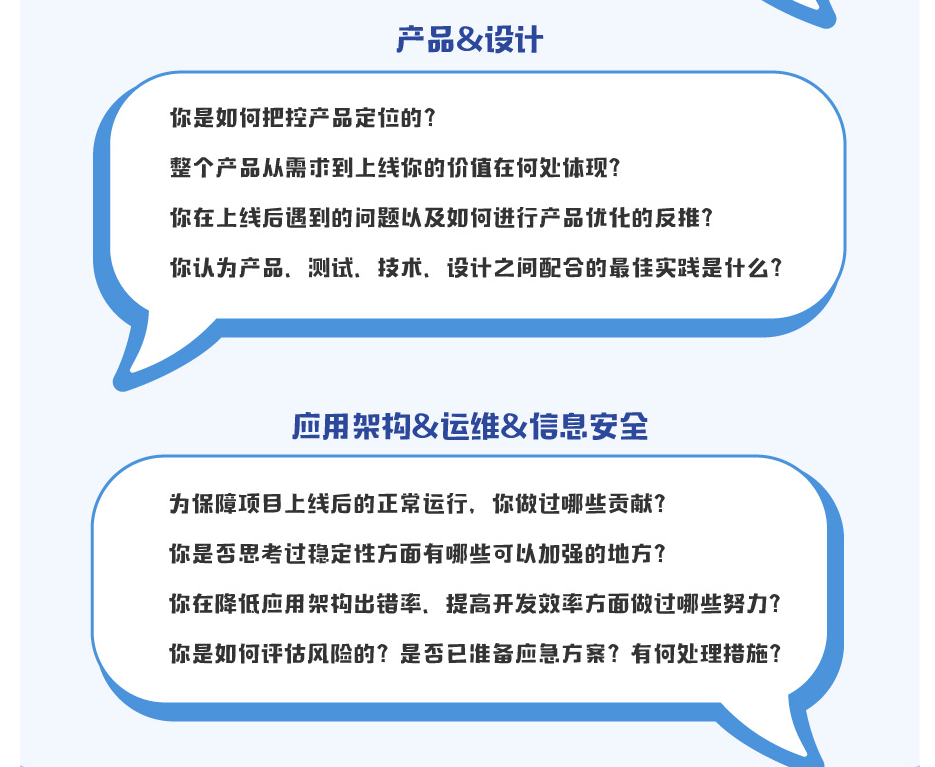 产品&设计
你是如何把控产品定位的？
整个产品从需求到上线你的价值在何处体现？
你在上线后遇到的问题以及如何进行产品优化的反推？
你认为产品、测试、技术、设计之间配合的最佳实践是什么？
应用架构&运维&信息安全
为保障项目上线后的正常运行，你做过哪些贡献？
你是否思考过稳定性方面有哪些可以加强的地方？
你在降低应用架构出错率、提高开发效率方面做过哪些努力？
你是如何评估风险的？是否已准备应急方案？有何处理措施？